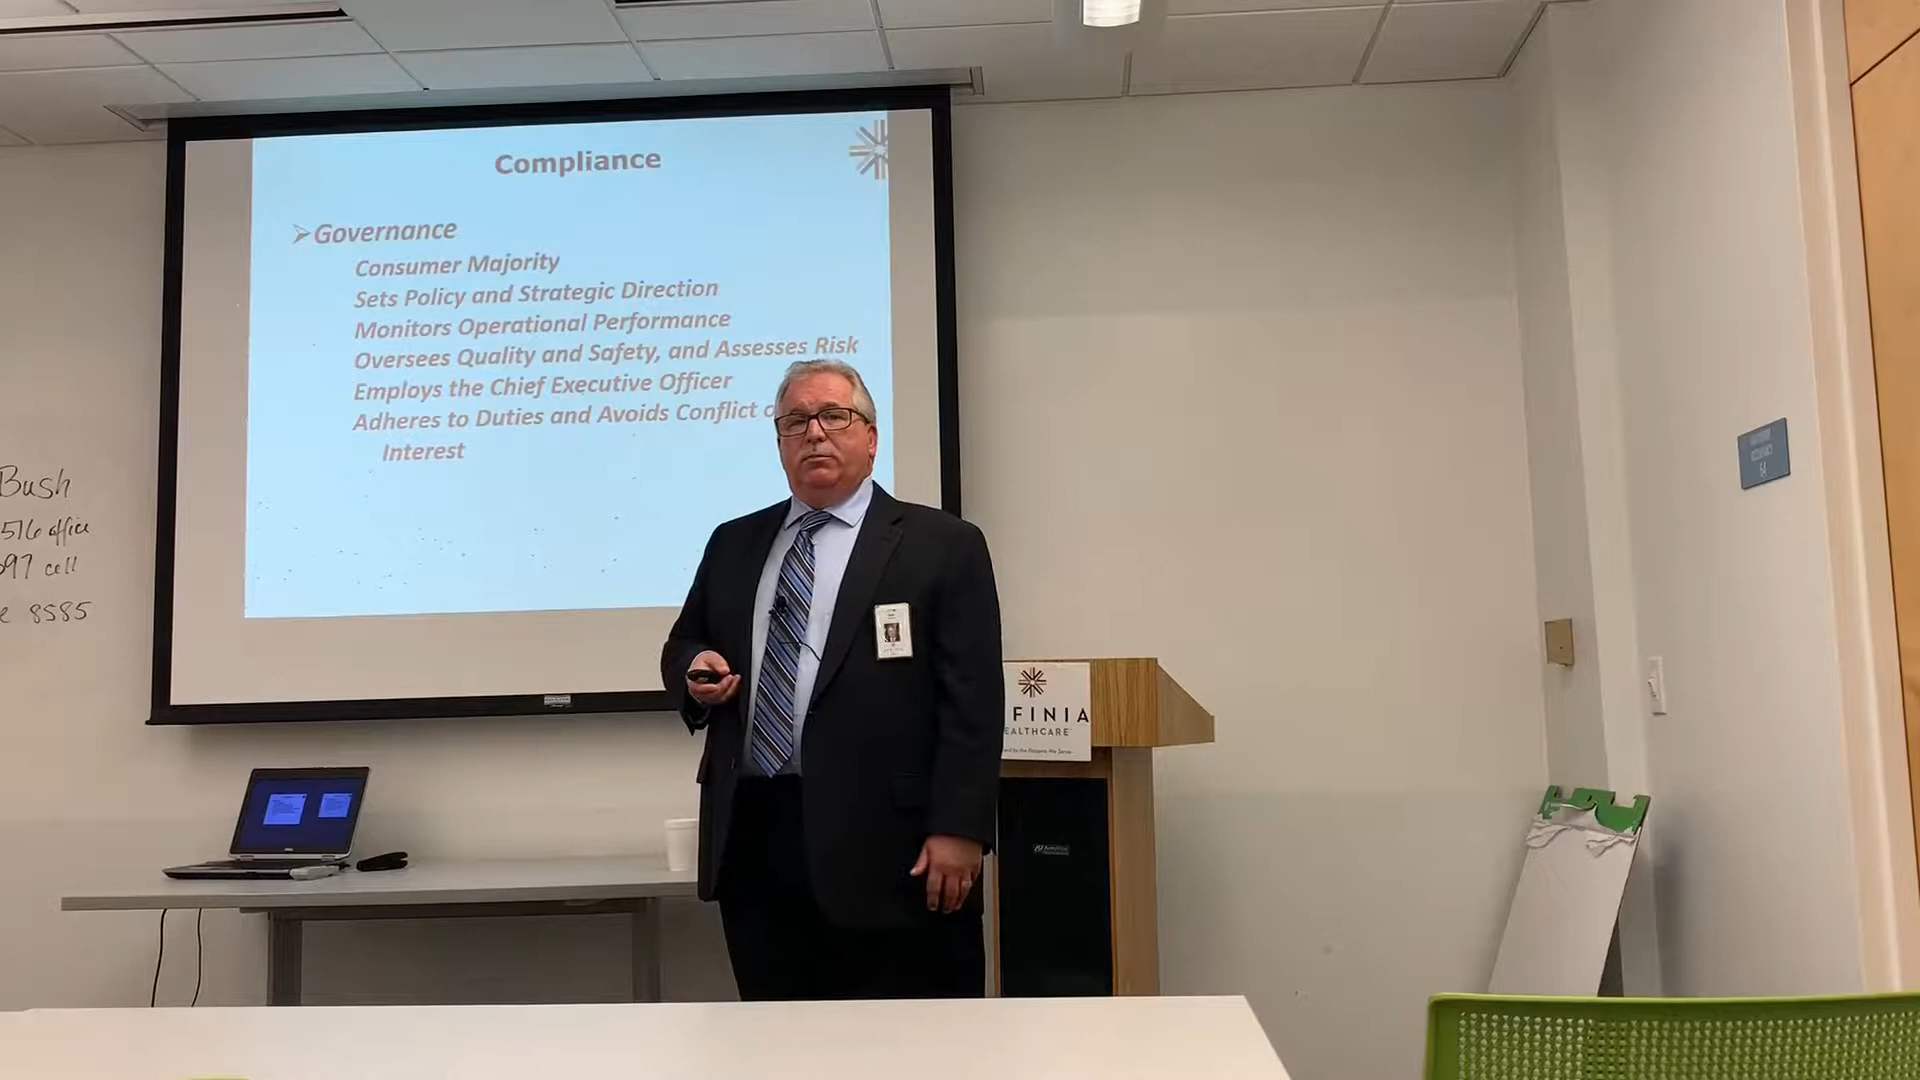 Compliance
➢Governance
Consumer Majority
Sets Policy and Strategic Direction
Monitors Operational Performance
Oversees Quality and Safety, and Assesses Risk
Employs the Chief Executive Officer
Adheres to Duties and Avoids Conflict
Interest
Bush
516 office
97 cell
8585
FINIA
EALTHCARE
OCCUPANCY
64